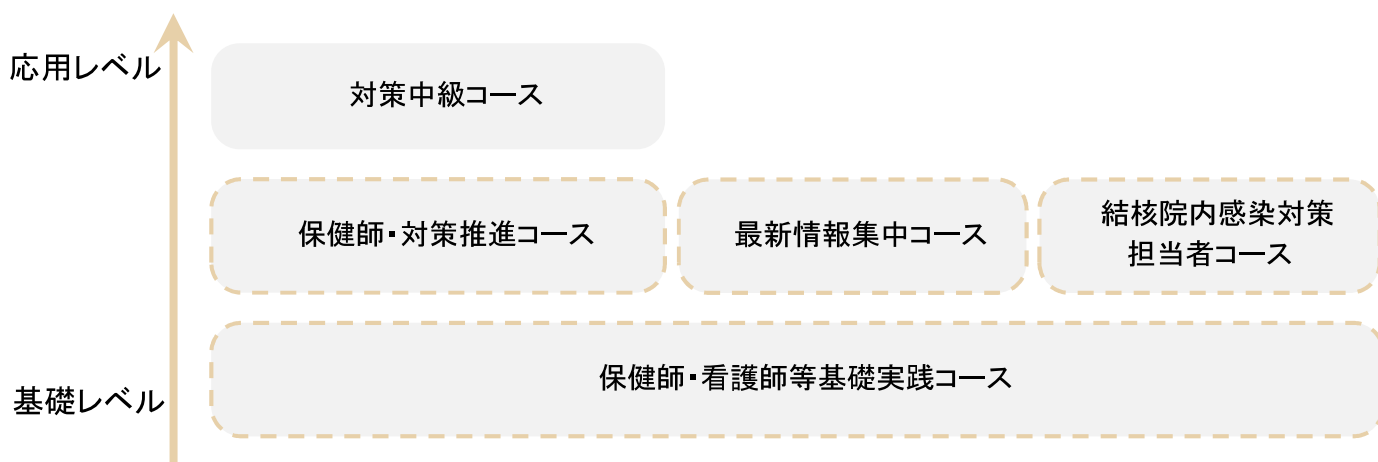 応用レベル
対策中級コース
保健師・対策推進コース
最新情報集中コース
結核院内感染対策
担当者コース
保健師・看護師等基礎実践コース
基礎レベル